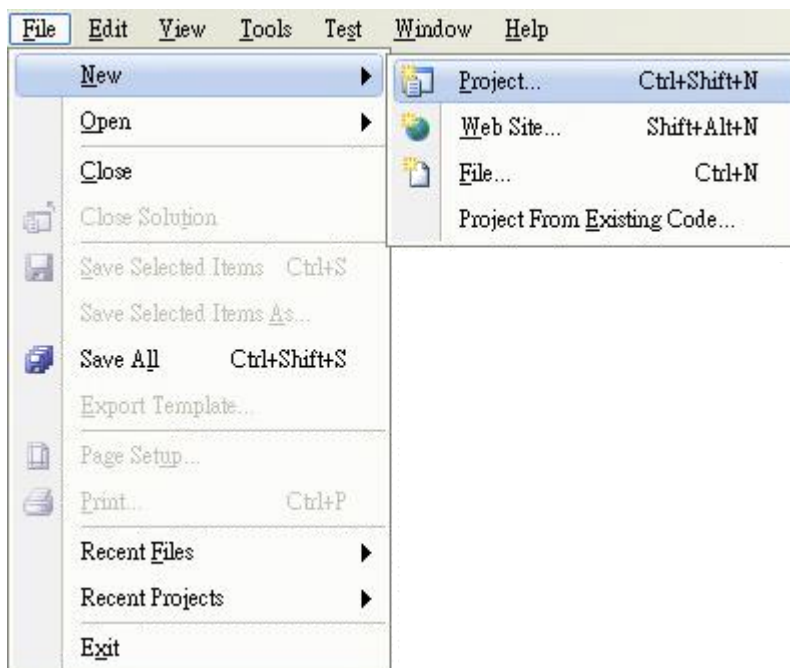 File Edit View Tools Test Window Help
New
Open
Close
Close Solution
Save Selected Items Ctrl+S
Save Selected Items As...
Save All Ctrl+Shift+S
Export Template...
Page Setup...
Print... Ctrl+P
Recent Files
Recent Projects
Exit
Project... Ctrl+Shift+N
Web Site... Shift+Alt+N
File... Ctrl+N
Project From Existing Code...